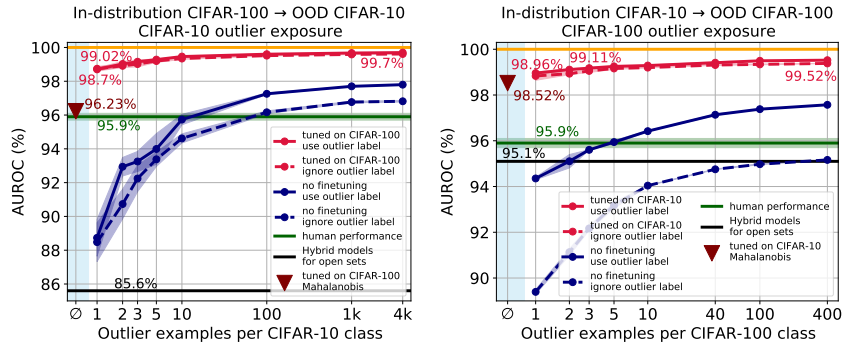 In-distribution CIFAR-100 → OOD CIFAR-10
CIFAR-10 outlier exposure
AUROC (%)
100
98
96
94
92
90
88
86
99.02%
98.7%
99.7%
96.23%
95.9%
85.6%
tuned on CIFAR-100
use outlier label
tuned on CIFAR-100
ignore outlier label
no finetuning
use outlier label
no finetuning
ignore outlier label
human performance
Hybrid models
for open sets
tuned on CIFAR-100
Mahalanobis
∅ 1 2 3 5 10 100 1k 4k
Outlier examples per CIFAR-10 class
In-distribution CIFAR-10 → OOD CIFAR-100
CIFAR-100 outlier exposure
AUROC (%)
100
98
96
94
92
90
98.96%
99.11%
99.52%
98.52%
95.9%
95.1%
tuned on CIFAR-10
use outlier label
tuned on CIFAR-10
ignore outlier label
no finetuning
use outlier label
no finetuning
ignore outlier label
human performance
Hybrid models
for open sets
tuned on CIFAR-10
Mahalanobis
∅ 1 2 3 5 10 40 100 400
Outlier examples per CIFAR-100 class